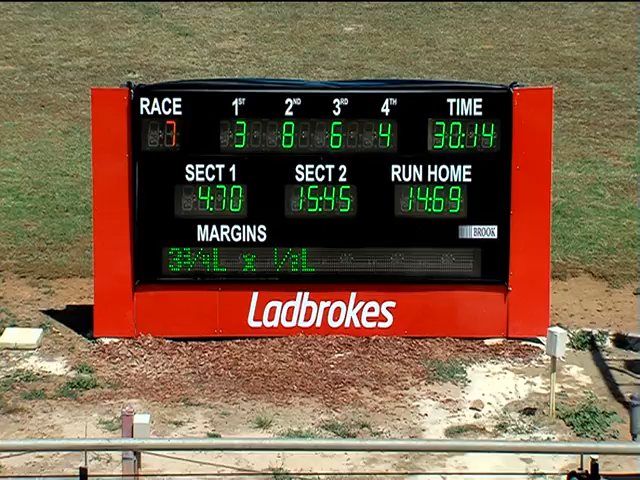 RACE 1ST 2ND 3RD 4TH TIME
7 3 8 6 4 30:14
SECT 1 SECT 2 RUN HOME
4:70 15:45 14:69
MARGINS BROOK
3¾L x ½L
Ladbrokes